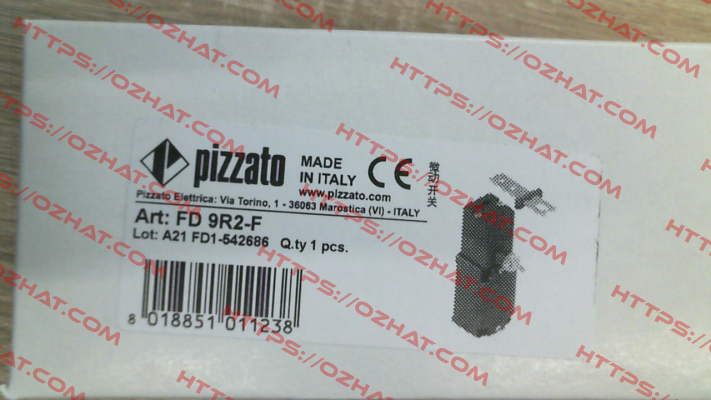 pizzato
MADE IN ITALY
www.pizzato.com
CE
微动开关
Pizzato Elettrica: Via Torino, 1 - 36063 Marostica (VI) - ITALY
Art: FD 9R2-F
Lot: A21 FD1-542686 Q.ty 1 pcs.
8 018851 011238
HTTPS://OZHAT.COM
HTTPS://OZHAT.COM
HTTPS://OZHAT.COM
HTTPS://OZHAT.COM
HTTPS://OZHAT.COM
HTTPS://OZHAT.COM
HTTPS://OZHAT.COM
HTTPS://OZHAT.COM
HTTPS://OZHAT.COM